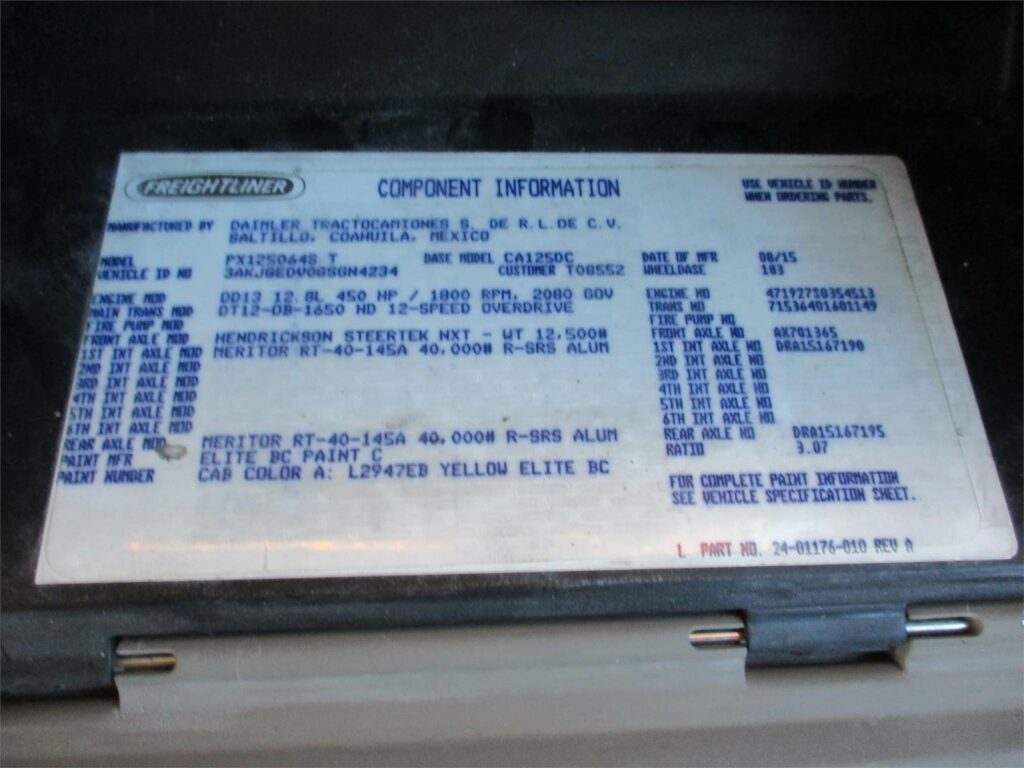 FREIGHTLINER COMPONENT INFORMATION USE VEHICLE ID NUMBER
WHEN ORDERING PARTS.
MANUFACTURED BY DAIMLER TRACTOCAMIONES S. DE R.L.DE C.V.
SALTILLO, COAHUILA, MEXICO
MODEL PX125064S T BASE MODEL CA125DC DATE OF MFR 08/15
VEHICLE ID NO CUSTOMER T08552 WHEELBASE 183
ENGINE MOD DD13 12.8L 450 HP / 1800 RPM, 2080 GOV ENGINE NO
MAIN TRANS MOD DT12-OB-1650 HD 12-SPEED OVERDRIVE TRANS NO 71536401601149
FIRE PUMP MOD FIRE PUMP NO
FRONT AXLE MOD HENDRICKSON STEERTEK NXT - WT 12,500# FRONT AXLE NO AX701365
1ST INT AXLE MOD MERITOR RT-40-145A 40,000# R-SRS ALUM 1ST INT AXLE NO DRA15167190
2ND INT AXLE MOD 2ND INT AXLE NO
3RD INT AXLE MOD 3RD INT AXLE NO
4TH INT AXLE MOD 4TH INT AXLE NO
5TH INT AXLE MOD 5TH INT AXLE NO
6TH INT AXLE MOD 6TH INT AXLE NO
REAR AXLE MOD MERITOR RT-40-145A 40,000# R-SRS ALUM REAR AXLE NO DRA15167195
PAINT MFR ELITE BC PAINT C RATIO 3.07
PAINT NUMBER CAB COLOR A: L2947EB YELLOW ELITE BC
FOR COMPLETE PAINT INFORMATION
SEE VEHICLE SPECIFICATION SHEET.
PART NO. 24-01176-010 REV A